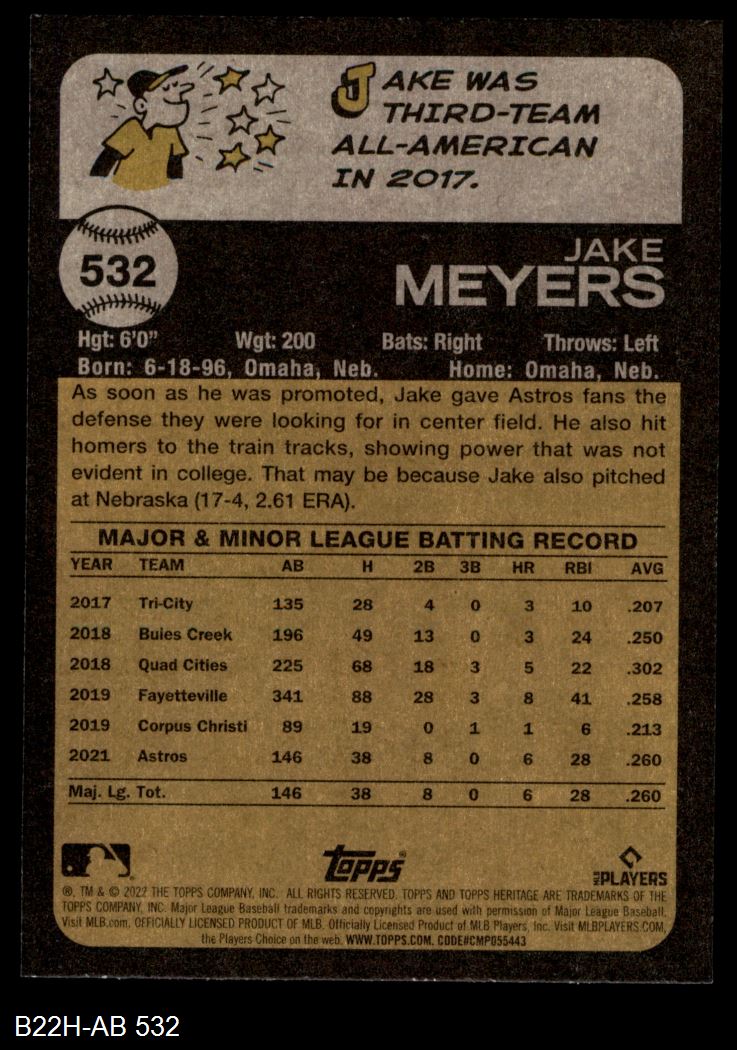 JAKE WAS
THIRD-TEAM
ALL-AMERICAN
IN 2017.
532
JAKE
MEYERS
Hgt: 6'0" Wgt: 200 Bats: Right Throws: Left
Born: 6-18-96, Omaha, Neb. Home: Omaha, Neb.
As soon as he was promoted, Jake gave Astros fans the
defense they were looking for in center field. He also hit
homers to the train tracks, showing power that was not
evident in college. That may be because Jake also pitched
at Nebraska (17-4, 2.61 ERA).
MAJOR & MINOR LEAGUE BATTING RECORD
YEAR TEAM AB H 2B 3B HR RBI AVG
2017 Tri-City 135 28 4 0 3 10 .207
2018 Buies Creek 196 49 13 0 3 24 .250
2018 Quad Cities 225 68 18 3 5 22 .302
2019 Fayetteville 341 88 28 3 8 41 .258
2019 Corpus Christi 89 19 0 1 1 6 .213
2021 Astros 146 38 8 0 6 28 .260
Maj. Lg. Tot. 146 38 8 0 6 28 .260
Topps®
MLB PLAYERS
®, TM & © 2022 THE TOPPS COMPANY, INC. ALL RIGHTS RESERVED. TOPPS AND TOPPS HERITAGE ARE TRADEMARKS OF THE
TOPPS COMPANY, INC. Major League Baseball trademarks and copyrights are used with permission of Major League Baseball.
Visit MLB.com. OFFICIALLY LICENSED PRODUCT OF MLB. Officially Licensed Product of MLB Players, Inc. Visit MLBPLAYERS.COM,
the Players Choice on the web. WWW.TOPPS.COM. CODE#CMP055443
B22H-AB 532